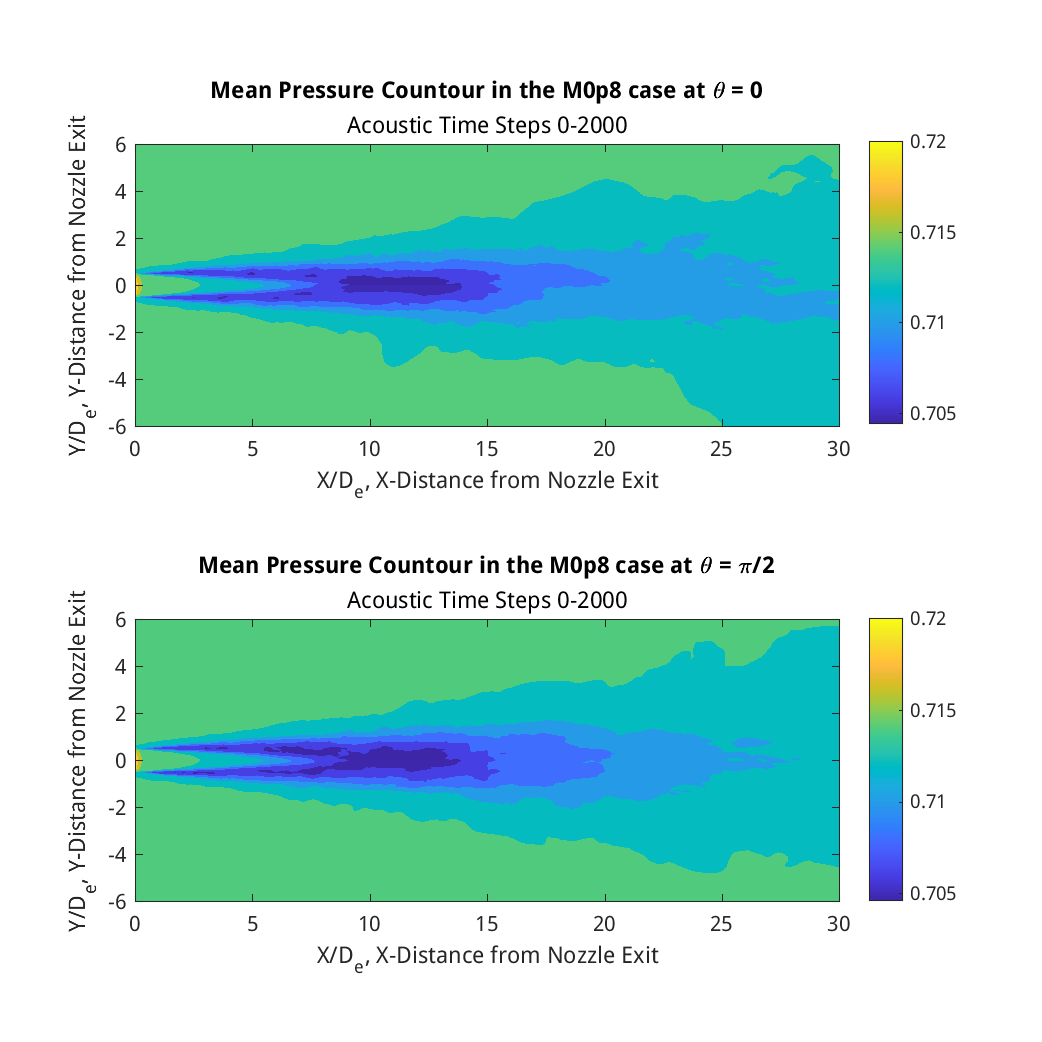 Mean Pressure Countour in the M0p8 case at θ = 0
Acoustic Time Steps 0-2000
Y/De, Y-Distance from Nozzle Exit
6
4
2
0
-2
-4
-6
0 5 10 15 20 25 30
X/De, X-Distance from Nozzle Exit
0.72
0.715
0.71
0.705
Mean Pressure Countour in the M0p8 case at θ = π/2
Acoustic Time Steps 0-2000
Y/De, Y-Distance from Nozzle Exit
6
4
2
0
-2
-4
-6
0 5 10 15 20 25 30
X/De, X-Distance from Nozzle Exit
0.72
0.715
0.71
0.705